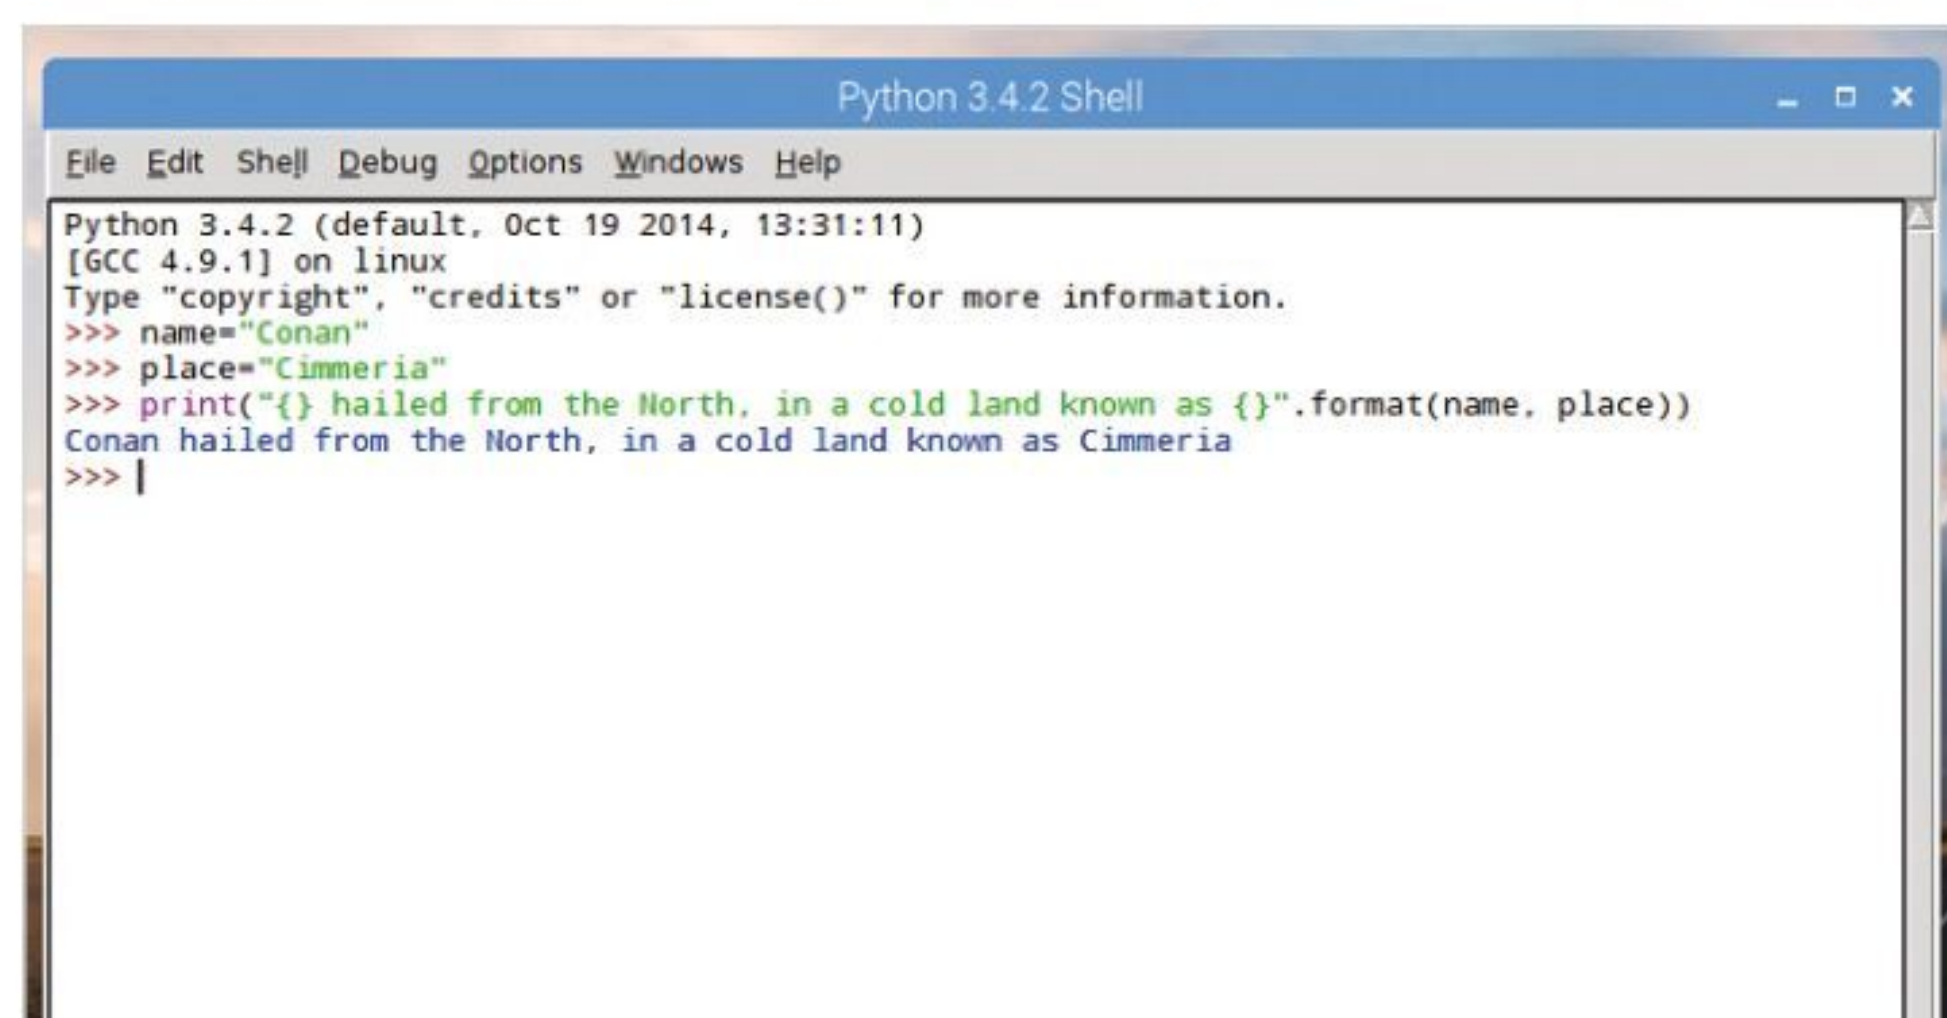 Python 3.4.2 Shell
File Edit Shell Debug Options Windows Help
Python 3.4.2 (default, Oct 19 2014, 13:31:11)
[GCC 4.9.1] on linux
Type "copyright", "credits" or "license()" for more information.
>>> name="Conan"
>>> place="Cimmeria"
>>> print("{} hailed from the North, in a cold land known as {}".format(name, place))
Conan hailed from the North, in a cold land known as Cimmeria
>>>